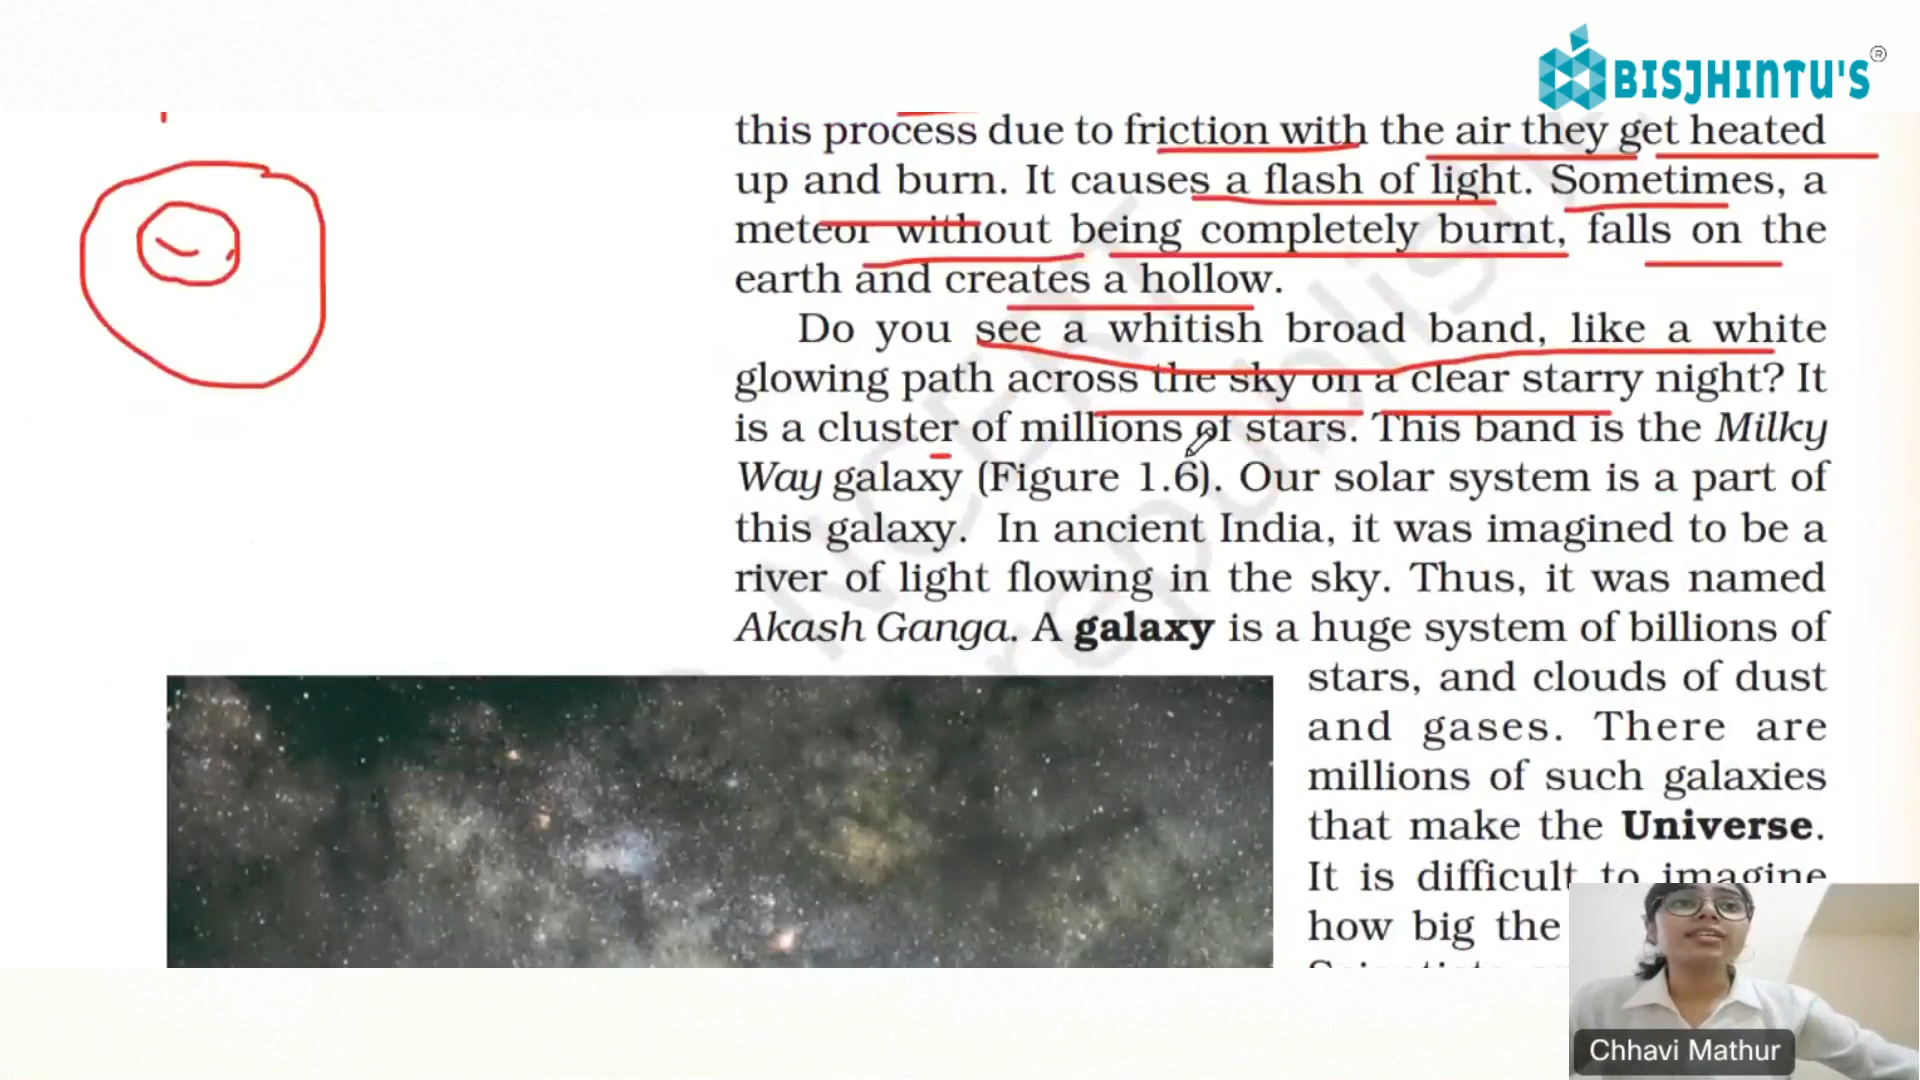 BISJHINTU'S®
this process due to friction with the air they get heated
up and burn. It causes a flash of light. Sometimes, a
meteor without being completely burnt, falls on the
earth and creates a hollow.
Do you see a whitish broad band, like a white
glowing path across the sky on a clear starry night? It
is a cluster of millions of stars. This band is the Milky
Way galaxy (Figure 1.6). Our solar system is a part of
this galaxy. In ancient India, it was imagined to be a
river of light flowing in the sky. Thus, it was named
Akash Ganga. A galaxy is a huge system of billions of
stars, and clouds of dust
and gases. There are
millions of such galaxies
that make the Universe.
It is difficult to imagine
how big the
Chhavi Mathur